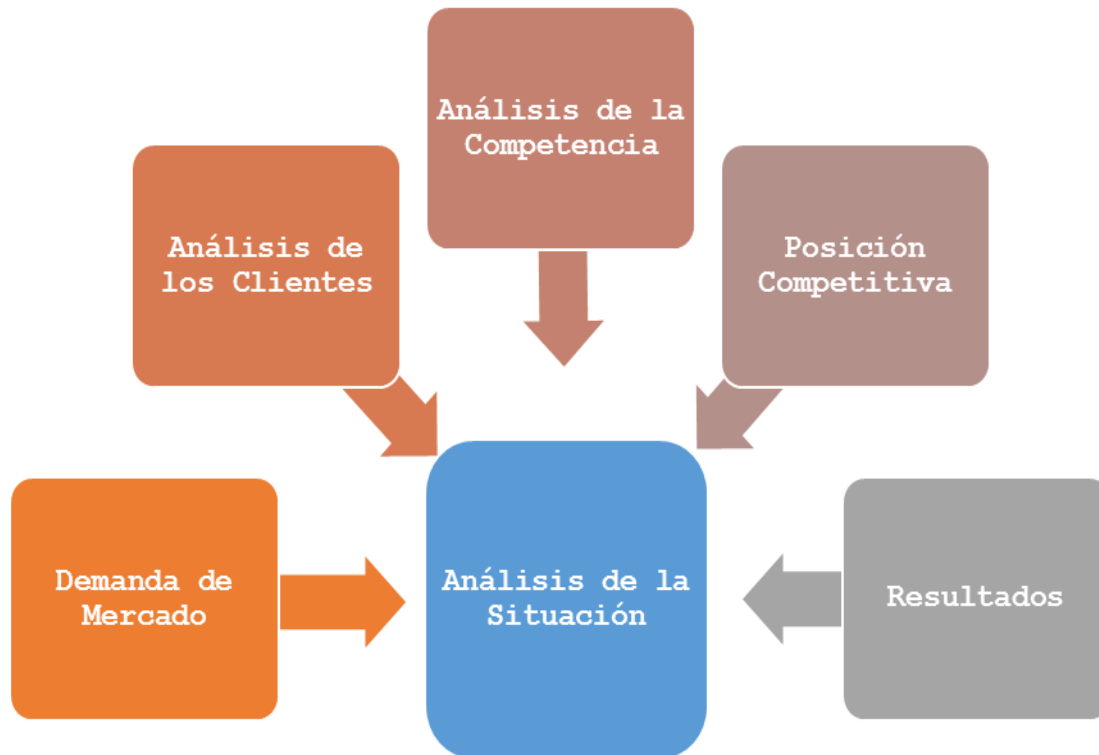 Análisis de la
Competencia
Análisis de
los Clientes
Posición
Competitiva
Demanda de
Mercado
Análisis de la
Situación
Resultados